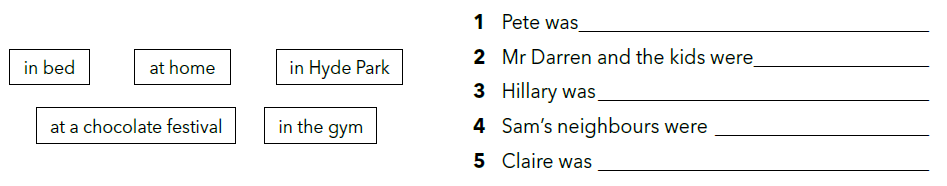 in bed at home in Hyde Park
at a chocolate festival in the gym
1 Pete was
2 Mr Darren and the kids were
3 Hillary was
4 Sam’s neighbours were
5 Claire was